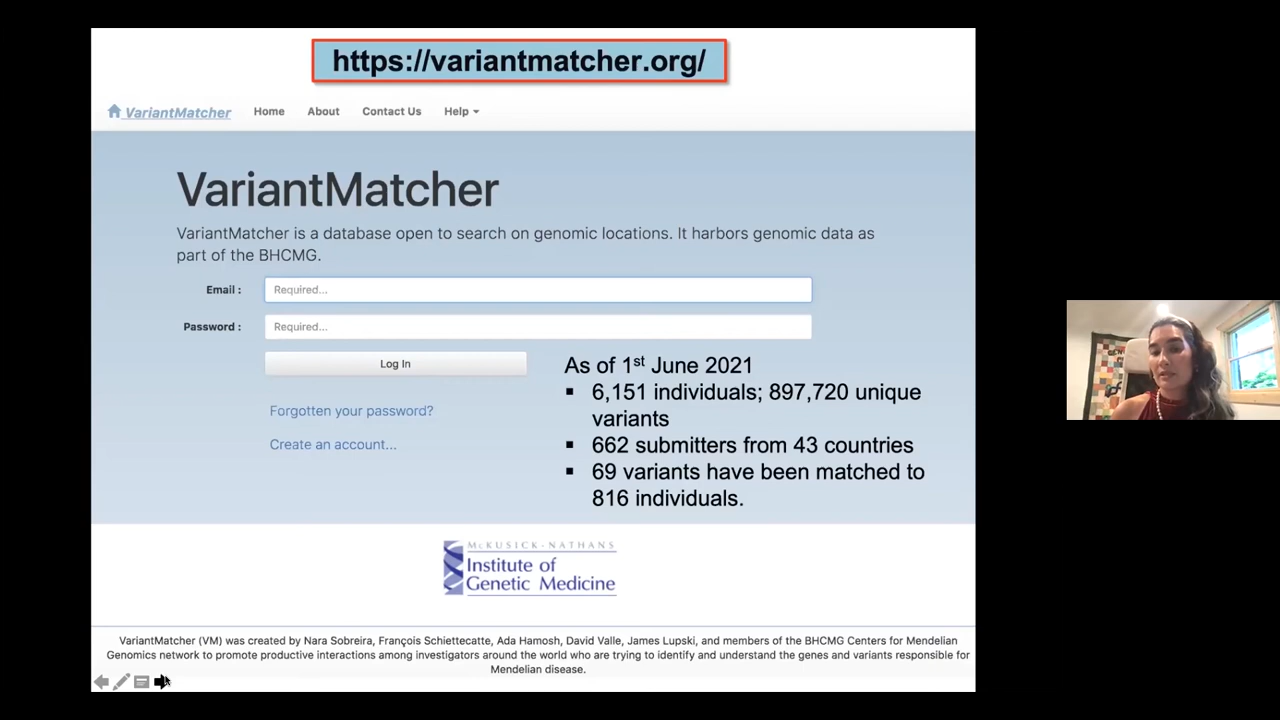 https://variantmatcher.org/
VariantMatcher Home About Contact Us Help
VariantMatcher
VariantMatcher is a database open to search on genomic locations. It harbors genomic data as
part of the BHCMG.
Email :
Required...
Password :
Required...
Log In
Forgotten your password?
Create an account...
As of 1st June 2021
▪ 6,151 individuals; 897,720 unique
variants
▪ 662 submitters from 43 countries
▪ 69 variants have been matched to
816 individuals.
McKUSICK-NATHANS
Institute of
Genetic Medicine
VariantMatcher (VM) was created by Nara Sobreira, François Schiettecatte, Ada Hamosh, David Valle, James Lupski, and members of the BHCMG Centers for Mendelian
Genomics network to promote productive interactions among investigators around the world who are trying to identify and understand the genes and variants responsible for
Mendelian disease.